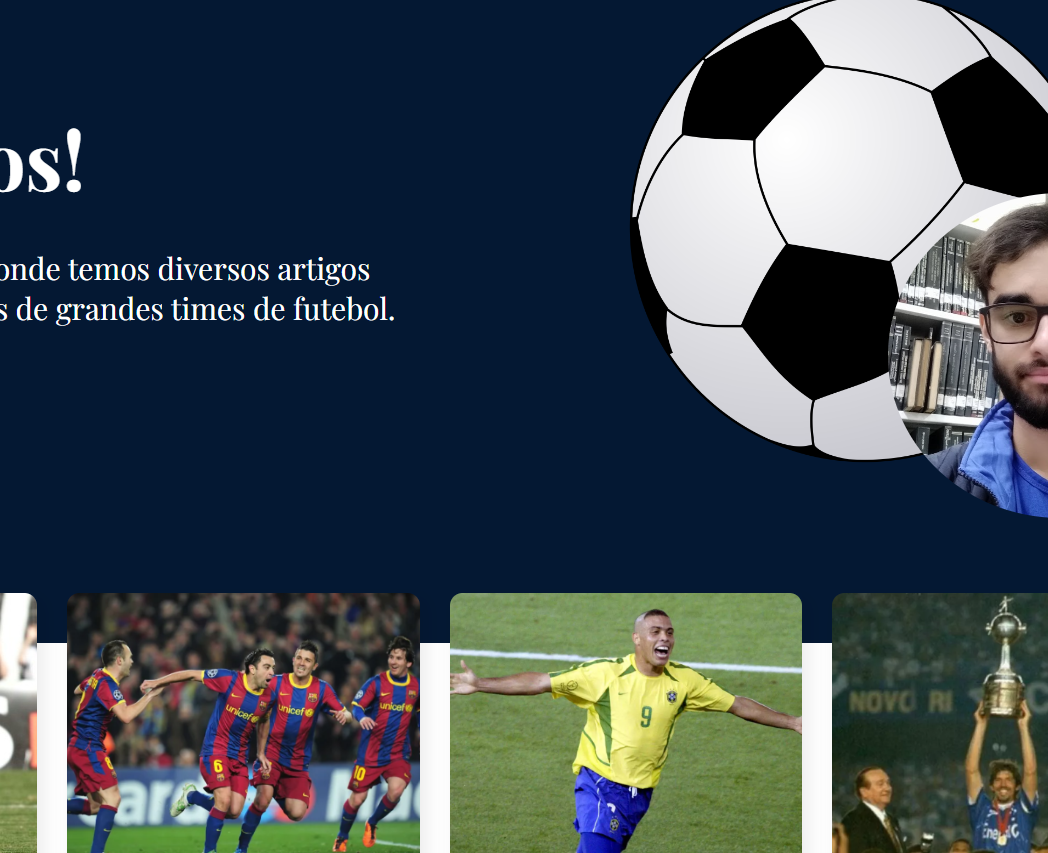 os!
onde temos diversos artigos
s de grandes times de futebol.
unicef
unicef
unicef
6
10
9
NOVO RI